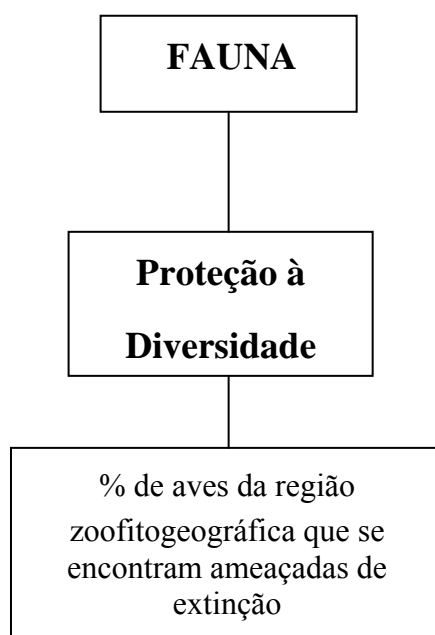 FAUNA
Proteção à
Diversidade
% de aves da região
zoofitogeográfica que se
encontram ameaçadas de
extinção